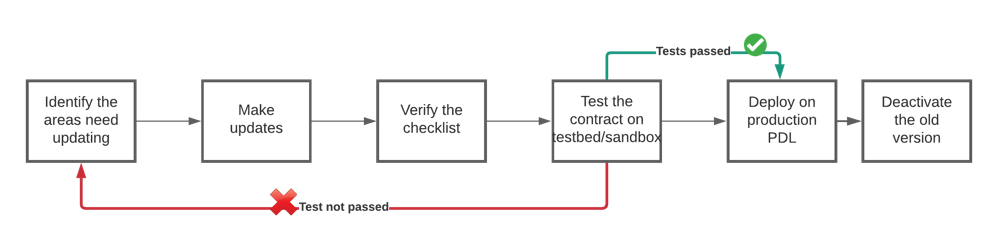 Tests passed
Identify the
areas need
updating
Make
updates
Verify the
checklist
Test the
contract on
testbed/sandbox
Deploy on
production
PDL
Deactivate
the old
version
Test not passed